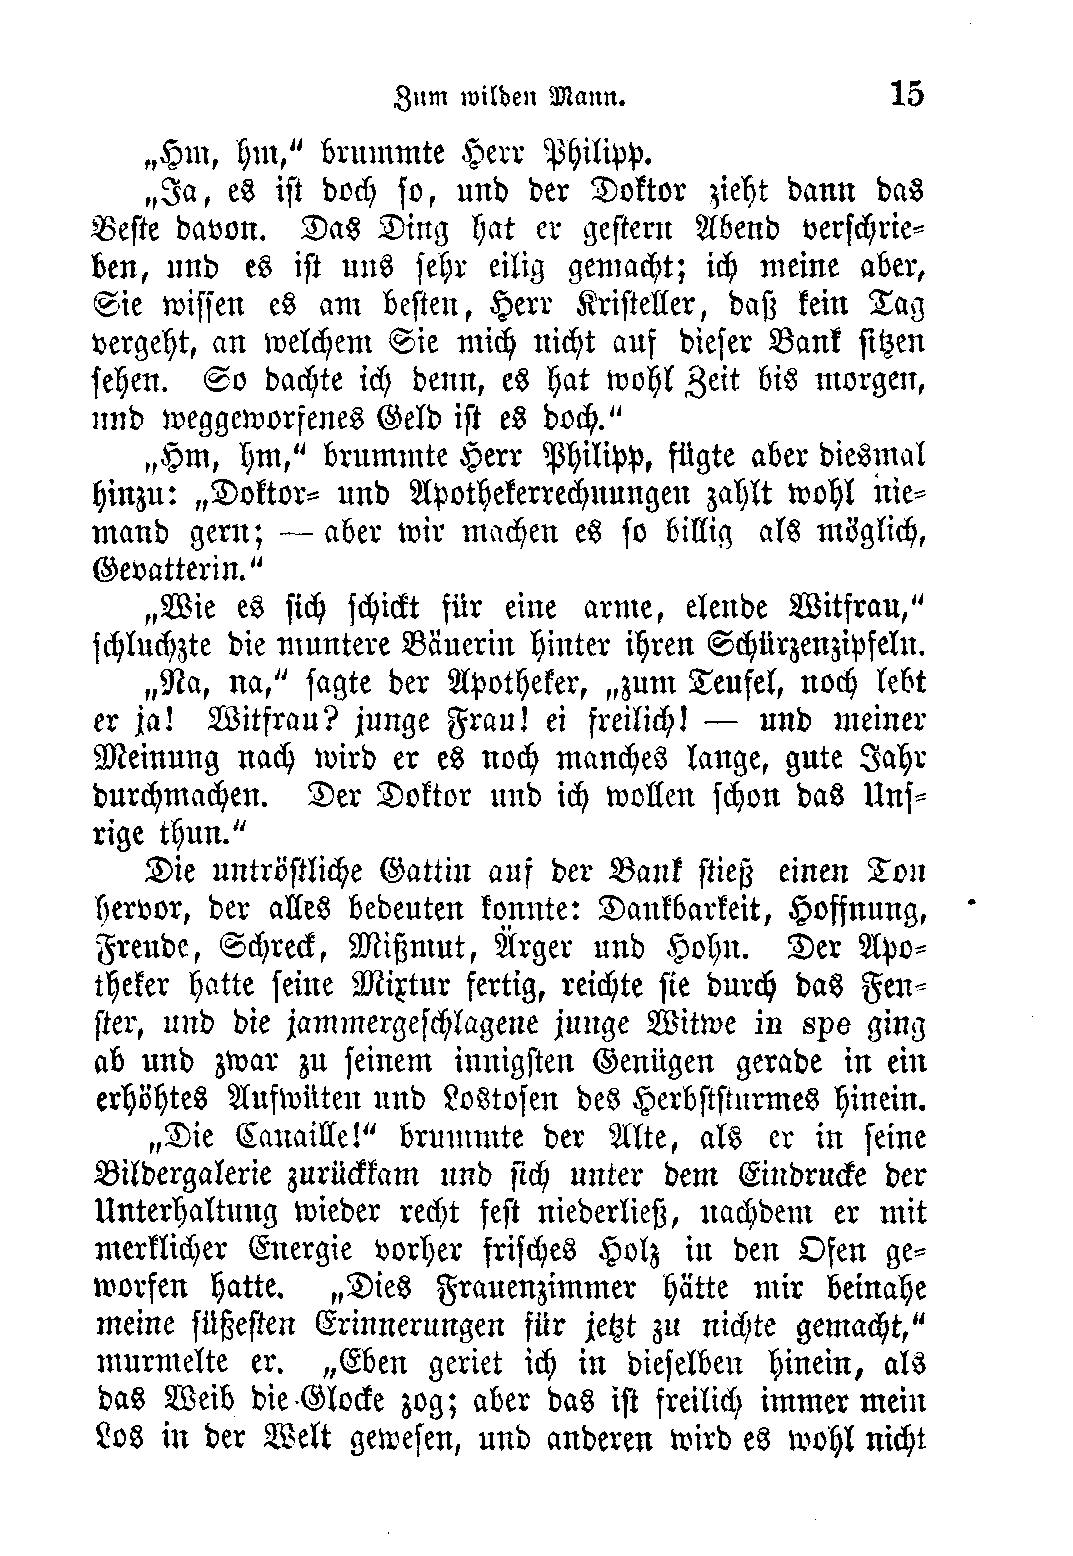 Zum wilden Mann. 15
„Hm, hm,“ brummte Herr Philipp.
„Ja, es ist doch so, und der Doktor zieht dann das
Beste davon. Das Ding hat er gestern Abend verschrie-
ben, und es ist uns sehr eilig gemacht; ich meine aber,
Sie wissen es am besten, Herr Kristeller, daß kein Tag
vergeht, an welchem Sie mich nicht auf dieser Bank sitzen
sehen. So dachte ich denn, es hat wohl Zeit bis morgen,
und weggeworfenes Geld ist es doch.“
„Hm, hm,“ brummte Herr Philipp, fügte aber diesmal
hinzu: „Doktor- und Apothekerrechnungen zahlt wohl nie-
mand gern; — aber wir machen es so billig als möglich,
Gevatterin.“
„Wie es sich schickt für eine arme, elende Witfrau,“
schluchzte die muntere Bäuerin hinter ihren Schürzenzipfeln.
„Na, na,“ sagte der Apotheker, „zum Teufel, noch lebt
er ja! Witfrau? junge Frau! ei freilich! — und meiner
Meinung nach wird er es noch manches lange, gute Jahr
durchmachen. Der Doktor und ich wollen schon das Uns-
rige thun.“
Die untröstliche Gattin auf der Bank stieß einen Ton
hervor, der alles bedeuten konnte: Dankbarkeit, Hoffnung,
Freude, Schreck, Mißmut, Ärger und Hohn. Der Apo-
theker hatte seine Mixtur fertig, reichte sie durch das Fen-
ster, und die jammergeschlagene junge Witwe in spe ging
ab und zwar zu seinem innigsten Genügen gerade in ein
erhöhtes Aufwüten und Lostosen des Herbststurmes hinein.
„Die Canaille!“ brummte der Alte, als er in seine
Bildergalerie zurückkam und sich unter dem Eindrucke der
Unterhaltung wieder recht fest niederließ, nachdem er mit
merklicher Energie vorher frisches Holz in den Ofen ge-
worfen hatte. „Dies Frauenzimmer hätte mir beinahe
meine süßesten Erinnerungen für jetzt zu nichte gemacht,“
murmelte er. „Eben geriet ich in dieselben hinein, als
das Weib die Glocke zog; aber das ist freilich immer mein
Los in der Welt gewesen, und anderen wird es wohl nicht